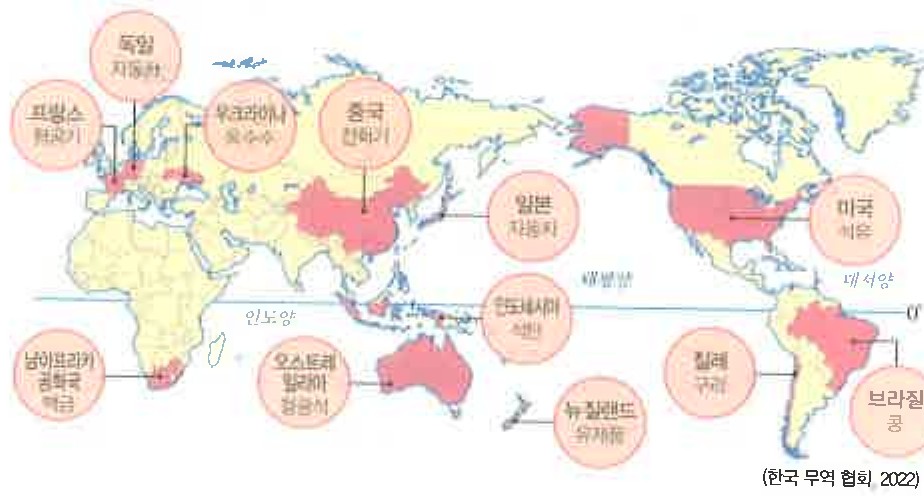 독일
자동차
프랑스
항공기
우크라이나
옥수수
중국
전화기
일본
자동차
미국
석유
태평양
대서양
인도양
0°
인도네시아
석탄
남아프리카
공화국
백금
오스트레
일리아
철광석
뉴질랜드
유제품
칠레
구리
브라질
콩
(한국 무역 협회, 2022)